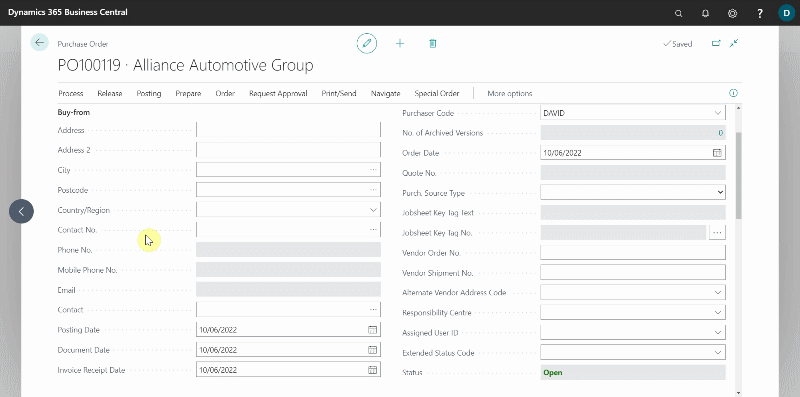 Dynamics 365 Business Central
?
D
Purchase Order
Saved
PO100119 · Alliance Automotive Group
Process Release Posting Prepare Order Request Approval Print/Send Navigate Special Order More options
Buy-from
Address
Address 2
City
Postcode
Country/Region
Contact No.
Phone No.
Mobile Phone No.
Email
Contact
Posting Date 10/06/2022
Document Date 10/06/2022
Invoice Receipt Date 10/06/2022
Purchaser Code DAVID
No. of Archived Versions 0
Order Date 10/06/2022
Quote No.
Purch. Source Type
Jobsheet Key Tag Text
Jobsheet Key Tag No.
Vendor Order No.
Vendor Shipment No.
Alternate Vendor Address Code
Responsibility Centre
Assigned User ID
Extended Status Code
Status Open